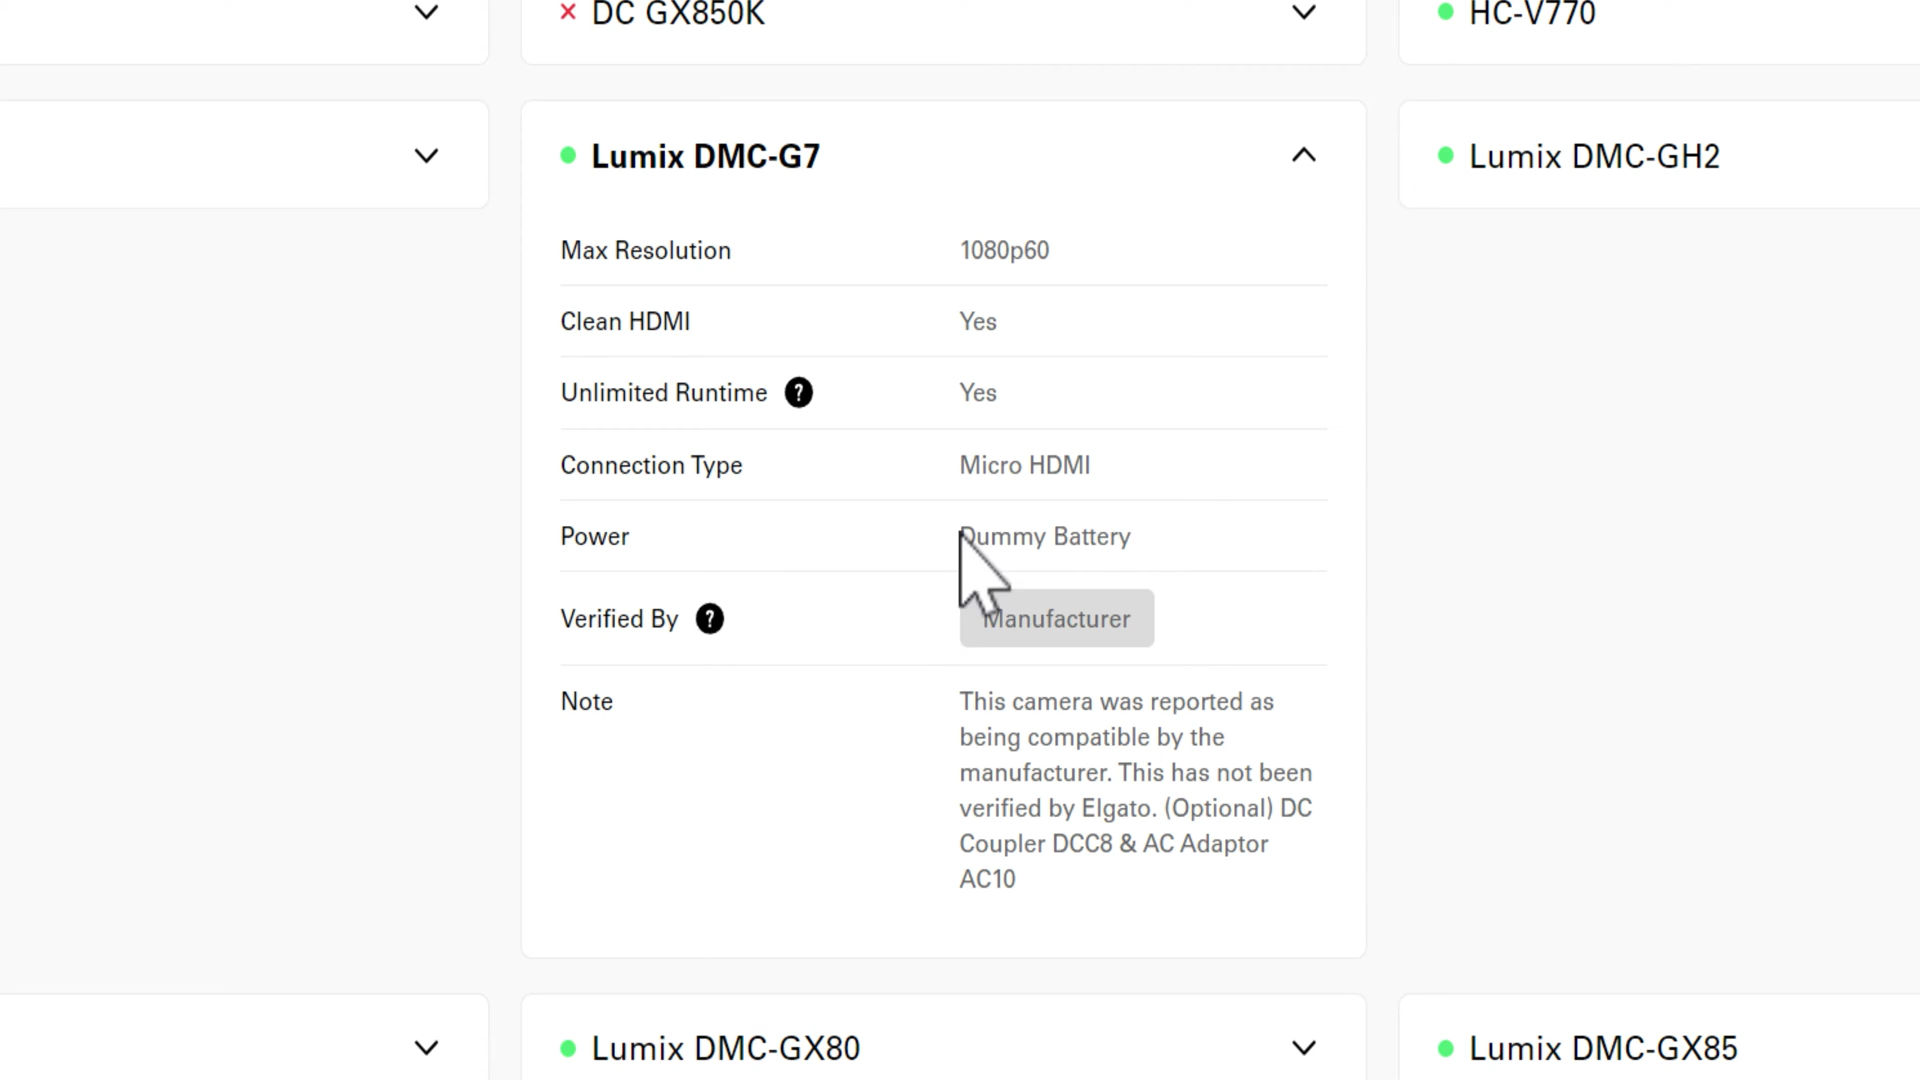 DC GX850K
HC-V770
Lumix DMC-G7
Lumix DMC-GH2
Max Resolution 1080p60
Clean HDMI Yes
Unlimited Runtime ? Yes
Connection Type Micro HDMI
Power Dummy Battery
Verified By ? Manufacturer
Note This camera was reported as
being compatible by the
manufacturer. This has not been
verified by Elgato. (Optional) DC
Coupler DCC8 & AC Adaptor
AC10
Lumix DMC-GX80
Lumix DMC-GX85